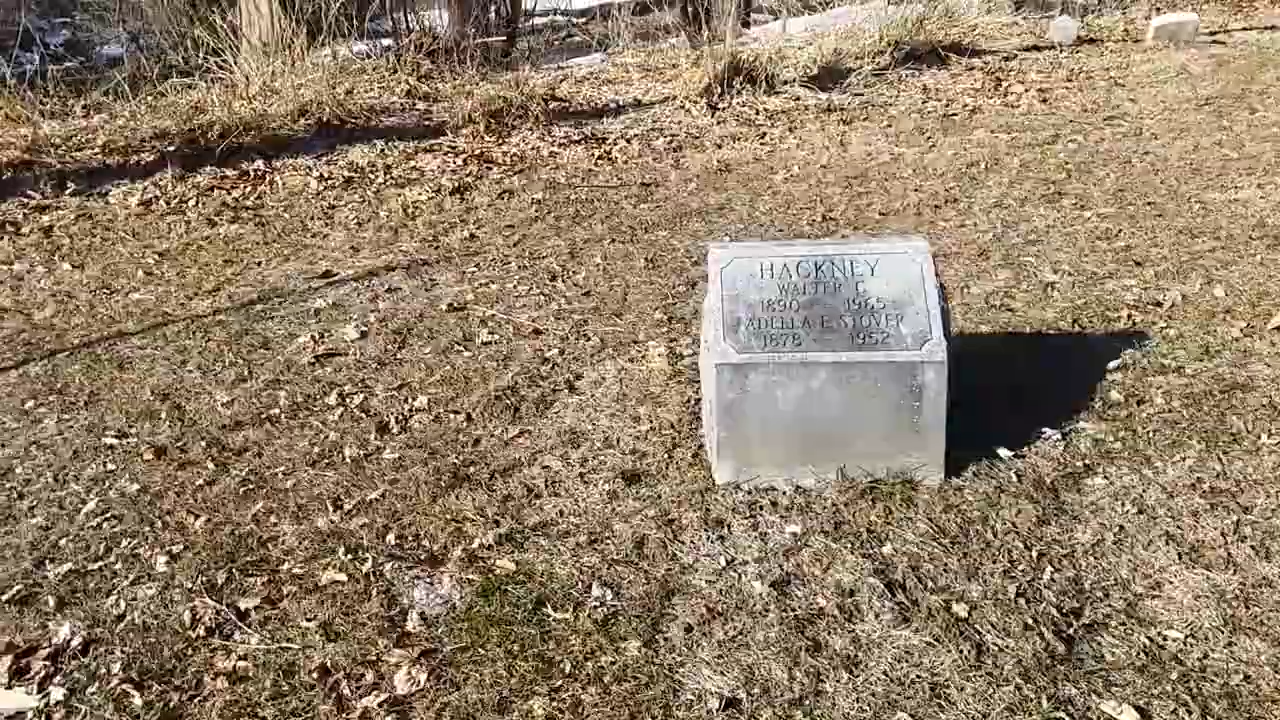 HACKNEY
WALTER C.
1890 — 1965
ADELLA E. STOVER
1878 — 1952